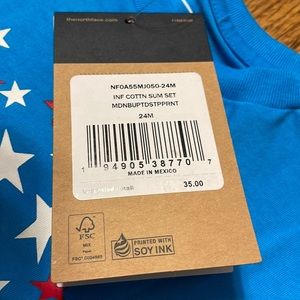 thenorthface.com
NF0A55MJ05G-24M
INF COTTN SUM SET
MDNBUPTDSTPPRNT
24M
1 94905 38770 7
MADE IN MEXICO
35.00
FSC
MIX
PRINTED WITH
SOY INK